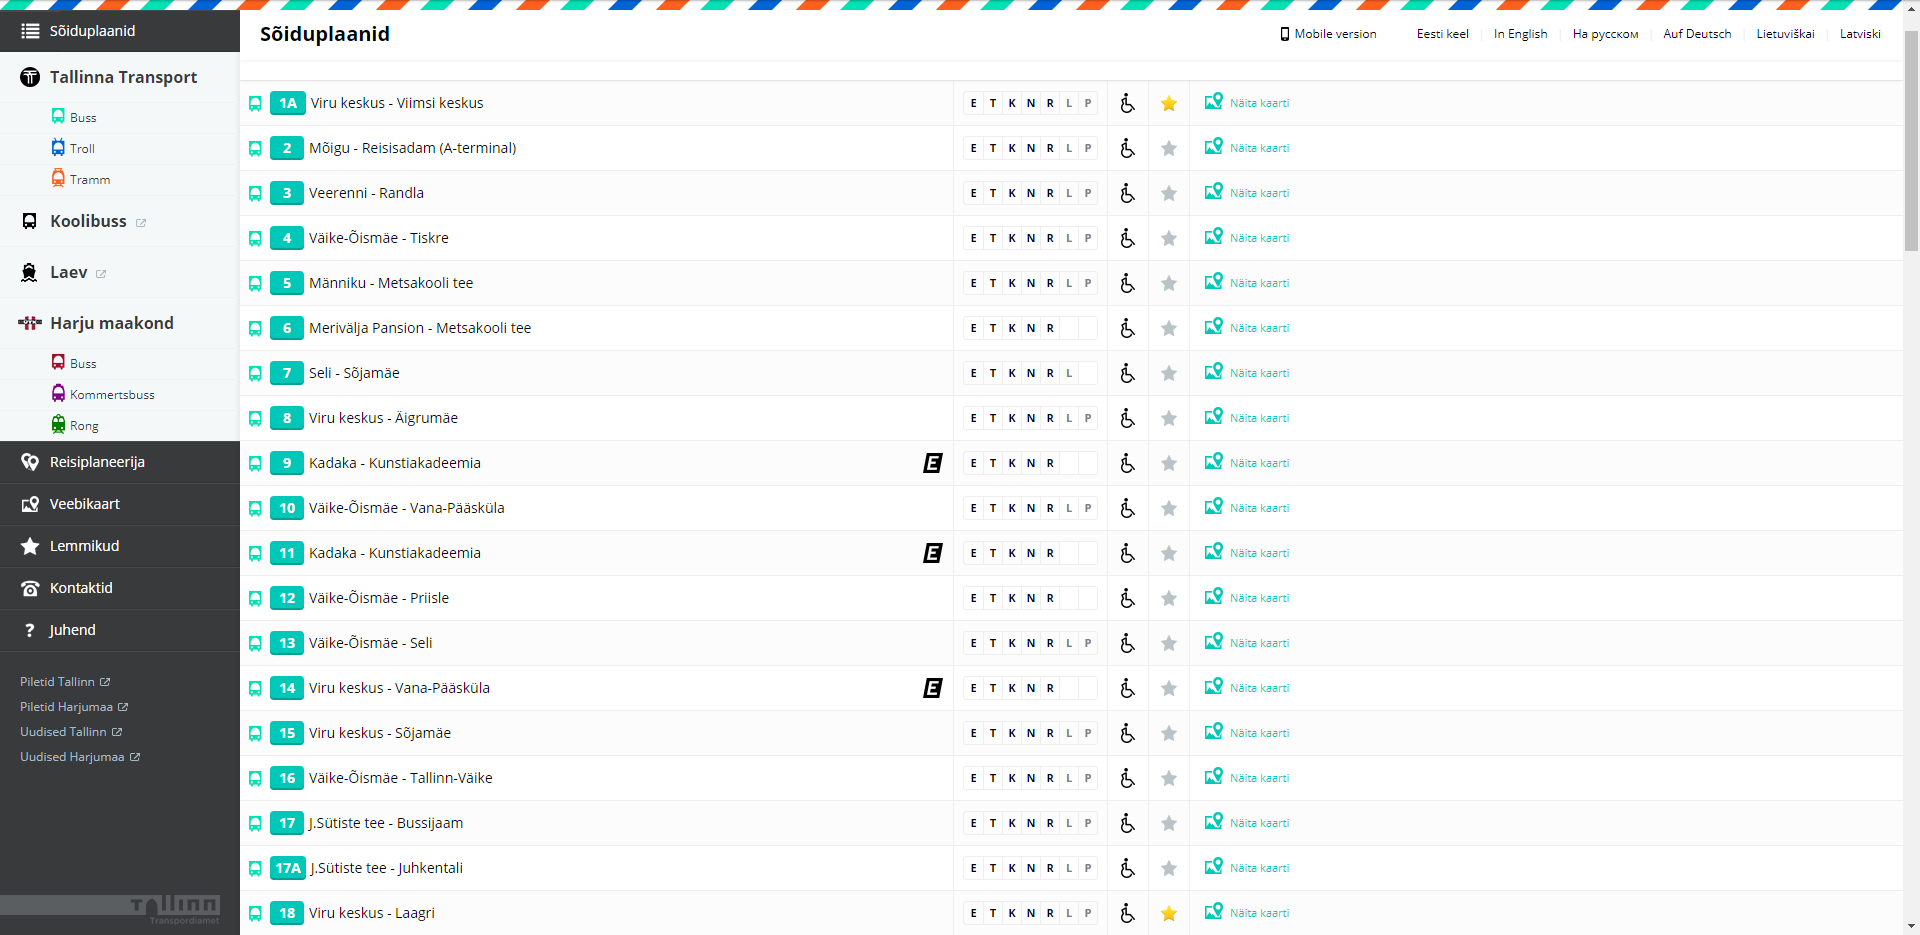 Sõiduplaanid
Tallinna Transport
Buss
Troll
Tramm
Koolibuss
Laev
Harju maakond
Buss
Kommertsbuss
Rong
Reisiplaneerija
Veebikaart
Lemmikud
Kontaktid
? Juhend
Piletid Tallinn
Piletid Harjumaa
Uudised Tallinn
Uudised Harjumaa
Tallinn
Transpordiamet
Sõiduplaanid
Mobile version Eesti keel In English На русском Auf Deutsch Lietuviškai Latviski
1A Viru keskus - Viimsi keskus E T K N R L P Näita kaarti
2 Mõigu - Reisisadam (A-terminal) E T K N R L P Näita kaarti
3 Veerenni - Randla E T K N R L P Näita kaarti
4 Väike-Õismäe - Tiskre E T K N R L P Näita kaarti
5 Männiku - Metsakooli tee E T K N R L P Näita kaarti
6 Merivälja Pansion - Metsakooli tee E T K N R Näita kaarti
7 Seli - Sõjamäe E T K N R L Näita kaarti
8 Viru keskus - Äigrumäe E T K N R L P Näita kaarti
9 Kadaka - Kunstiakadeemia E E T K N R Näita kaarti
10 Väike-Õismäe - Vana-Pääsküla E T K N R L P Näita kaarti
11 Kadaka - Kunstiakadeemia E E T K N R Näita kaarti
12 Väike-Õismäe - Priisle E T K N R Näita kaarti
13 Väike-Õismäe - Seli E T K N R L P Näita kaarti
14 Viru keskus - Vana-Pääsküla E E T K N R Näita kaarti
15 Viru keskus - Sõjamäe E T K N R L P Näita kaarti
16 Väike-Õismäe - Tallinn-Väike E T K N R L P Näita kaarti
17 J.Sütiste tee - Bussijaam E T K N R L P Näita kaarti
17A J.Sütiste tee - Juhkentali E T K N R L P Näita kaarti
18 Viru keskus - Laagri E T K N R L P Näita kaarti